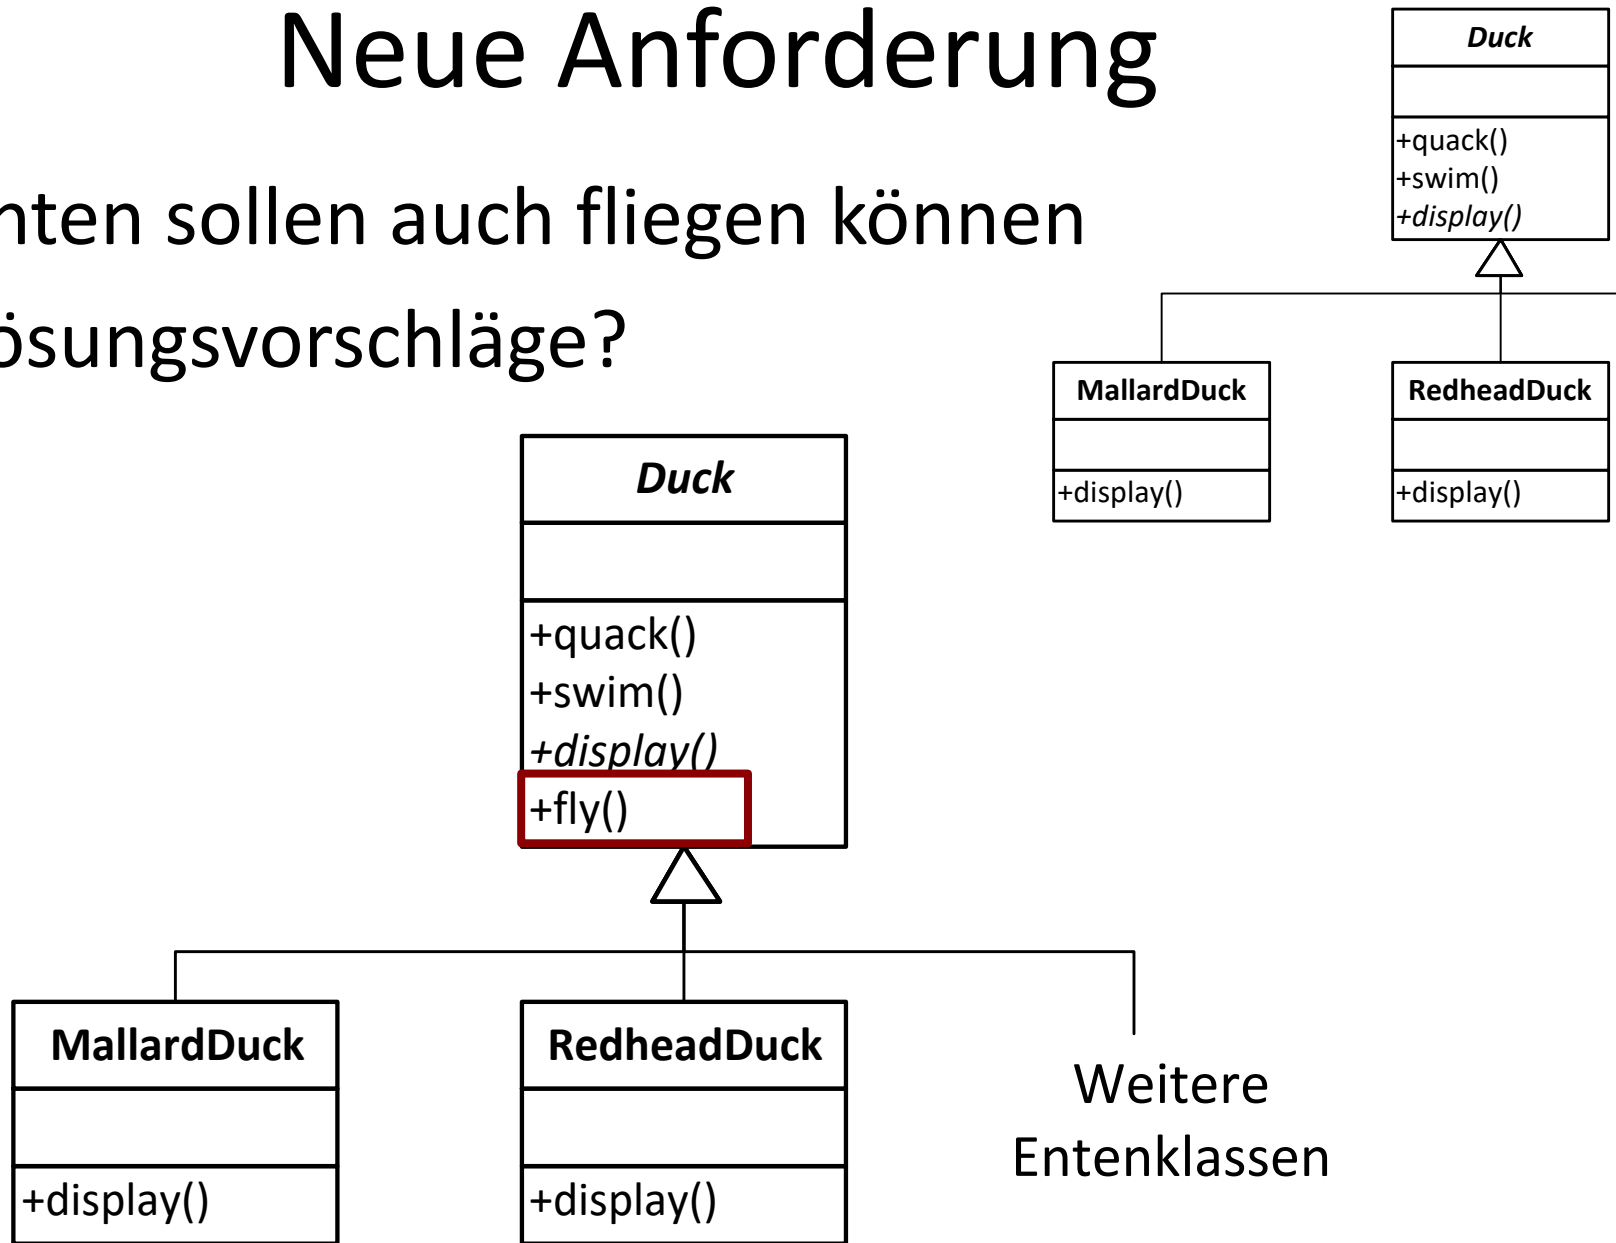 Neue Anforderung
nten sollen auch fliegen können
ösungsvorschläge?
Duck
+quack()
+swim()
+display()
MallardDuck
+display()
RedheadDuck
+display()
Duck
+quack()
+swim()
+display()
+fly()
MallardDuck
+display()
RedheadDuck
+display()
Weitere
Entenklassen